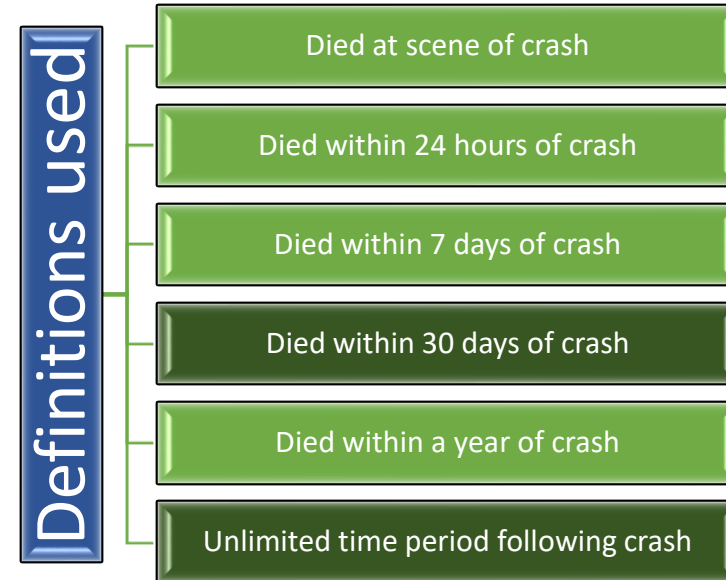 Definitions used
Died at scene of crash
Died within 24 hours of crash
Died within 7 days of crash
Died within 30 days of crash
Died within a year of crash
Unlimited time period following crash